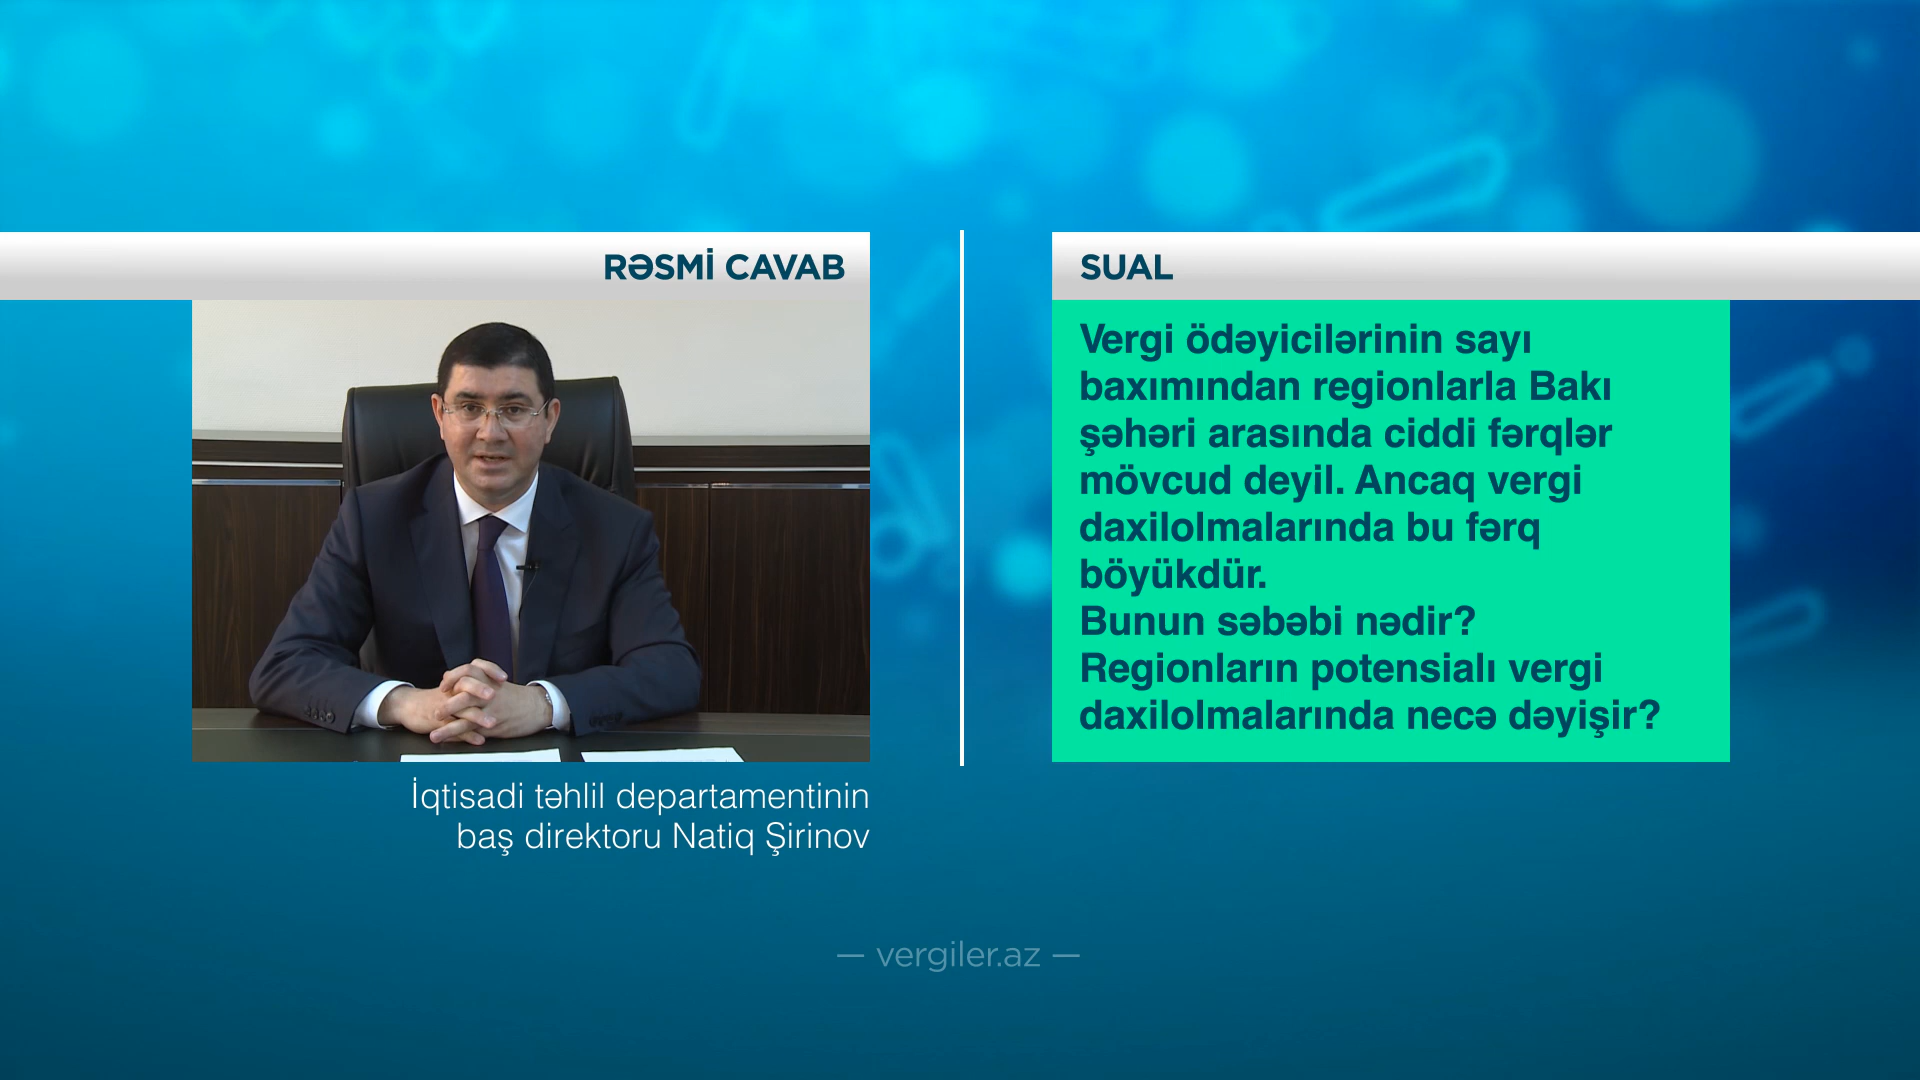 RƏSMİ CAVAB
İqtisadi təhlil departamentinin
baş direktoru Natiq Şirinov
SUAL
Vergi ödəyicilərinin sayı
baxımından regionlarla Bakı
şəhəri arasında ciddi fərqlər
mövcud deyil. Ancaq vergi
daxilolmalarında bu fərq
böyükdür.
Bunun səbəbi nədir?
Regionların potensialı vergi
daxilolmalarında necə dəyişir?
— vergiler.az —